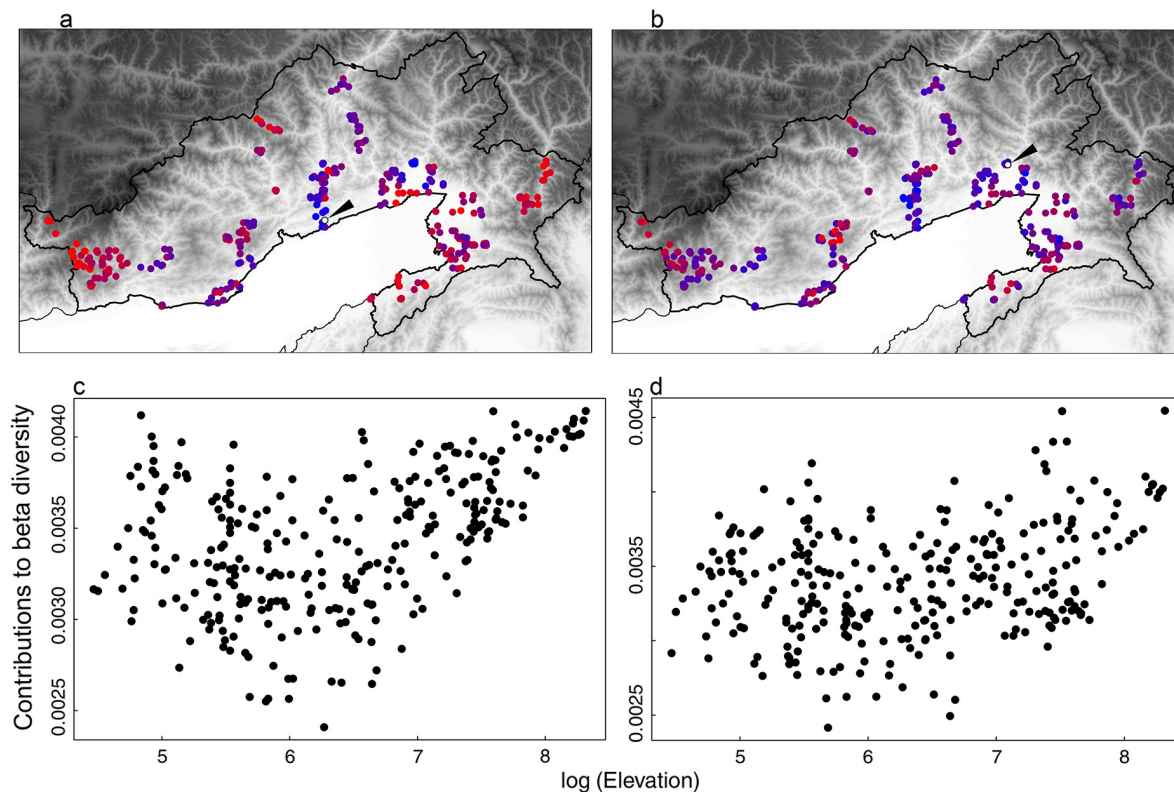 a
b
c
d
Contributions to beta diversity
0.0040
0.0035
0.0030
0.0025
0.0045
0.0035
0.0025
5 6 7 8
5 6 7 8
log (Elevation)